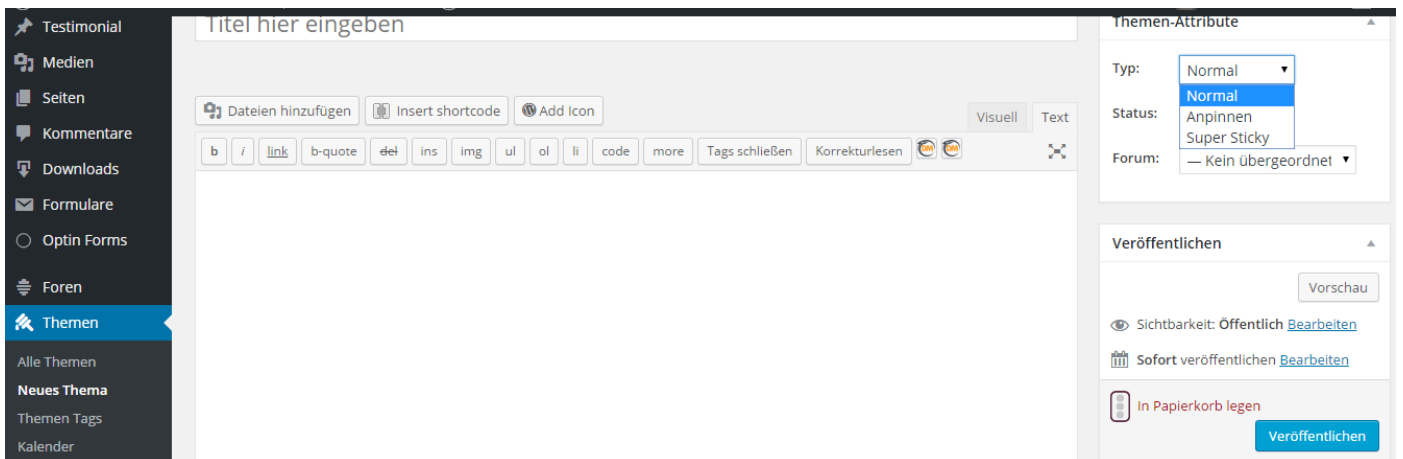 Testimonial
Medien
Seiten
Kommentare
Downloads
Formulare
Optin Forms
Foren
Themen
Alle Themen
Neues Thema
Themen Tags
Kalender
Titel hier eingeben
Dateien hinzufügen Insert shortcode Add Icon
Visuell Text
b i link b-quote del ins img ul ol li code more Tags schließen Korrekturlesen
Themen-Attribute
Typ: Normal
Normal
Anpinnen
Super Sticky
Status:
Forum: — Kein übergeordnet
Veröffentlichen
Vorschau
Sichtbarkeit: Öffentlich Bearbeiten
Sofort veröffentlichen Bearbeiten
In Papierkorb legen
Veröffentlichen